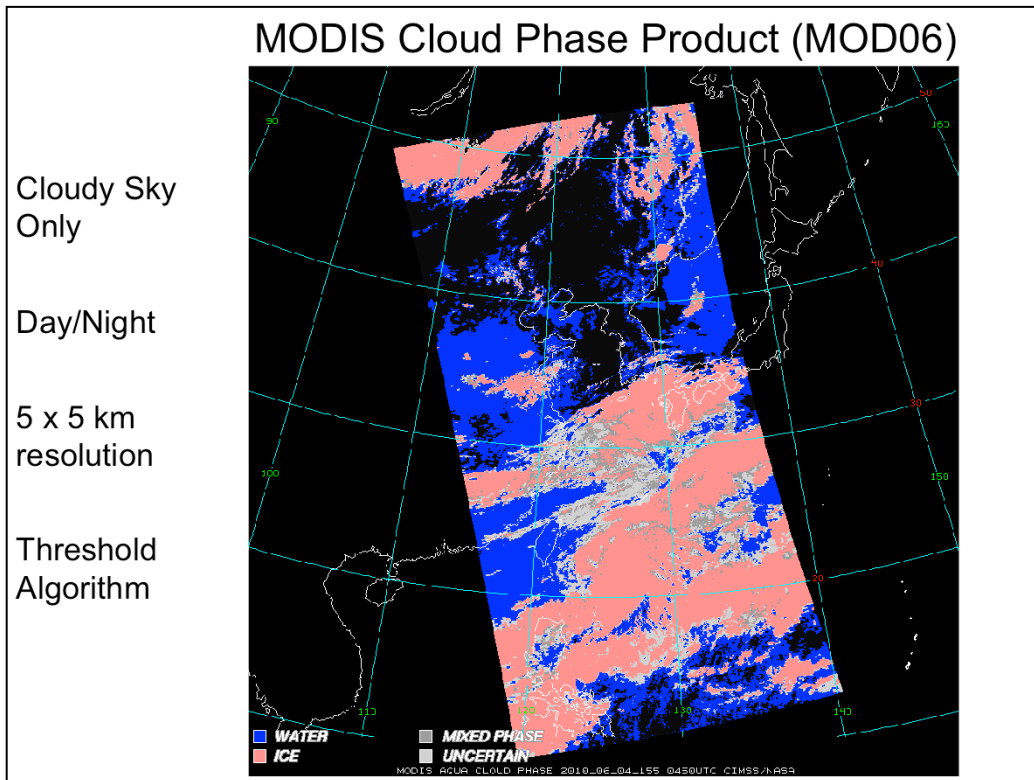 MODIS Cloud Phase Product (MOD06)
Cloudy Sky
Only
Day/Night
5 x 5 km
resolution
Threshold
Algorithm
90
50
160
40
30
100
150
20
110
120
130
140
WATER
MIXED PHASE
ICE
UNCERTAIN
MODIS AQUA CLOUD PHASE 2010_06_04_155 0450UTC CIMSS/NASA